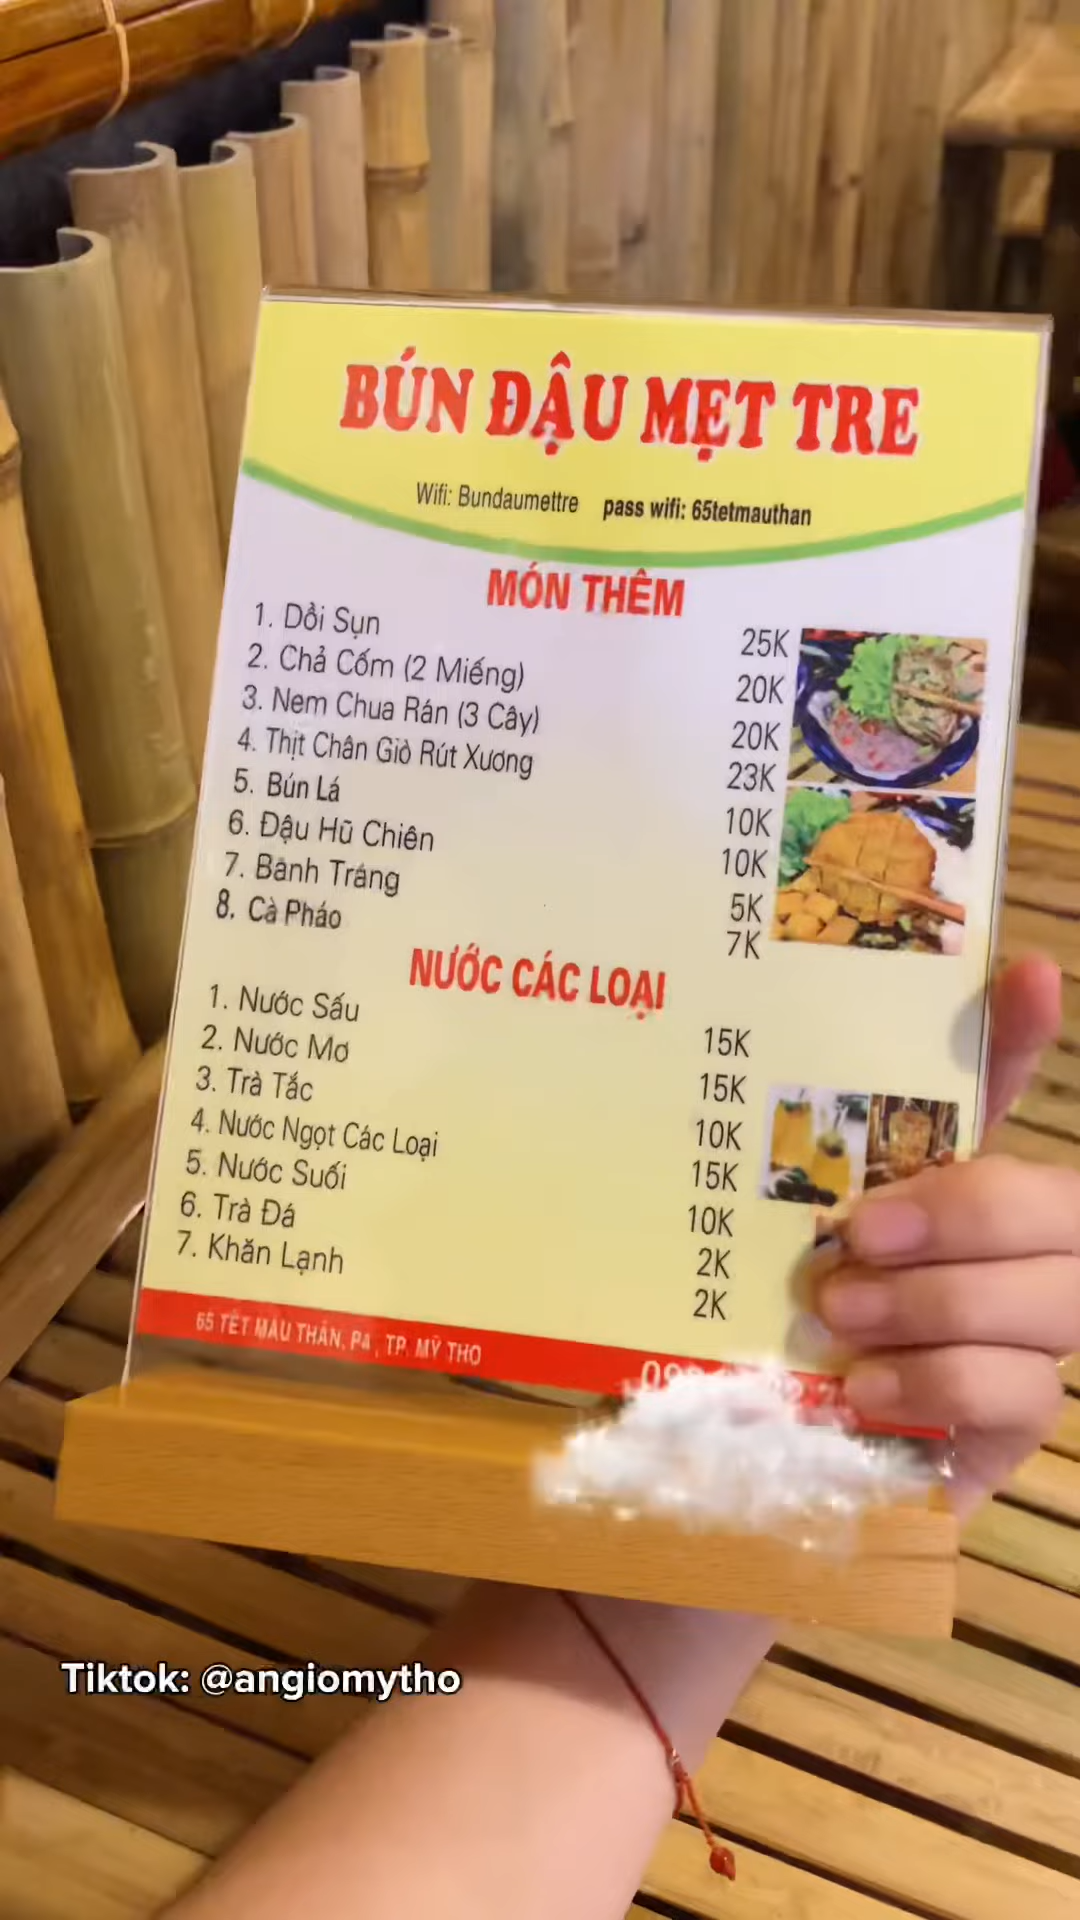 BÚN ĐẬU MẸT TRE
Wifi: Bundaumettre pass wifi: 65tetmauthan
MÓN THÊM
1. Dồi Sụn 25K
2. Chả Cốm (2 Miếng) 20K
3. Nem Chua Rán (3 Cây) 20K
4. Thịt Chân Giò Rút Xương 23K
5. Bún Lá 10K
6. Đậu Hũ Chiên 10K
7. Bánh Tráng 5K
8. Cà Pháo 7K
NƯỚC CÁC LOẠI
1. Nước Sấu 15K
2. Nước Mơ 15K
3. Trà Tắc 10K
4. Nước Ngọt Các Loại 15K
5. Nước Suối 10K
6. Trà Đá 2K
7. Khăn Lạnh 2K
65 TẾT MẬU THÂN, P4 , TP. MỸ THO
Tiktok: @angiomytho